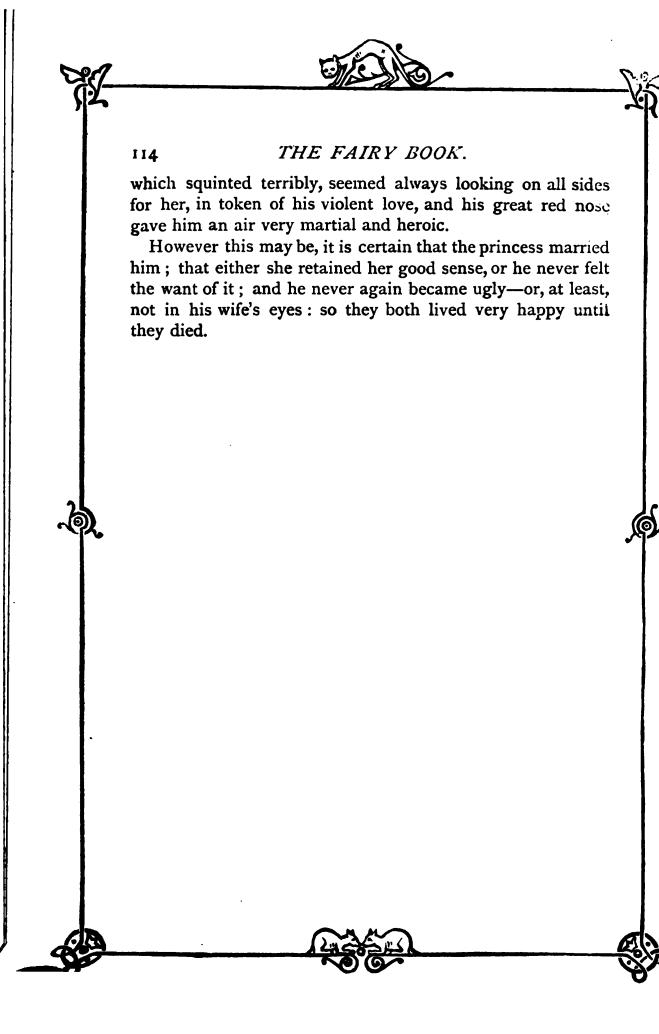 114 THE FAIRY BOOK.
which squinted terribly, seemed always looking on all sides
for her, in token of his violent love, and his great red nose
gave him an air very martial and heroic.
However this may be, it is certain that the princess married
him ; that either she retained her good sense, or he never felt
the want of it ; and he never again became ugly—or, at least,
not in his wife's eyes : so they both lived very happy until
they died.